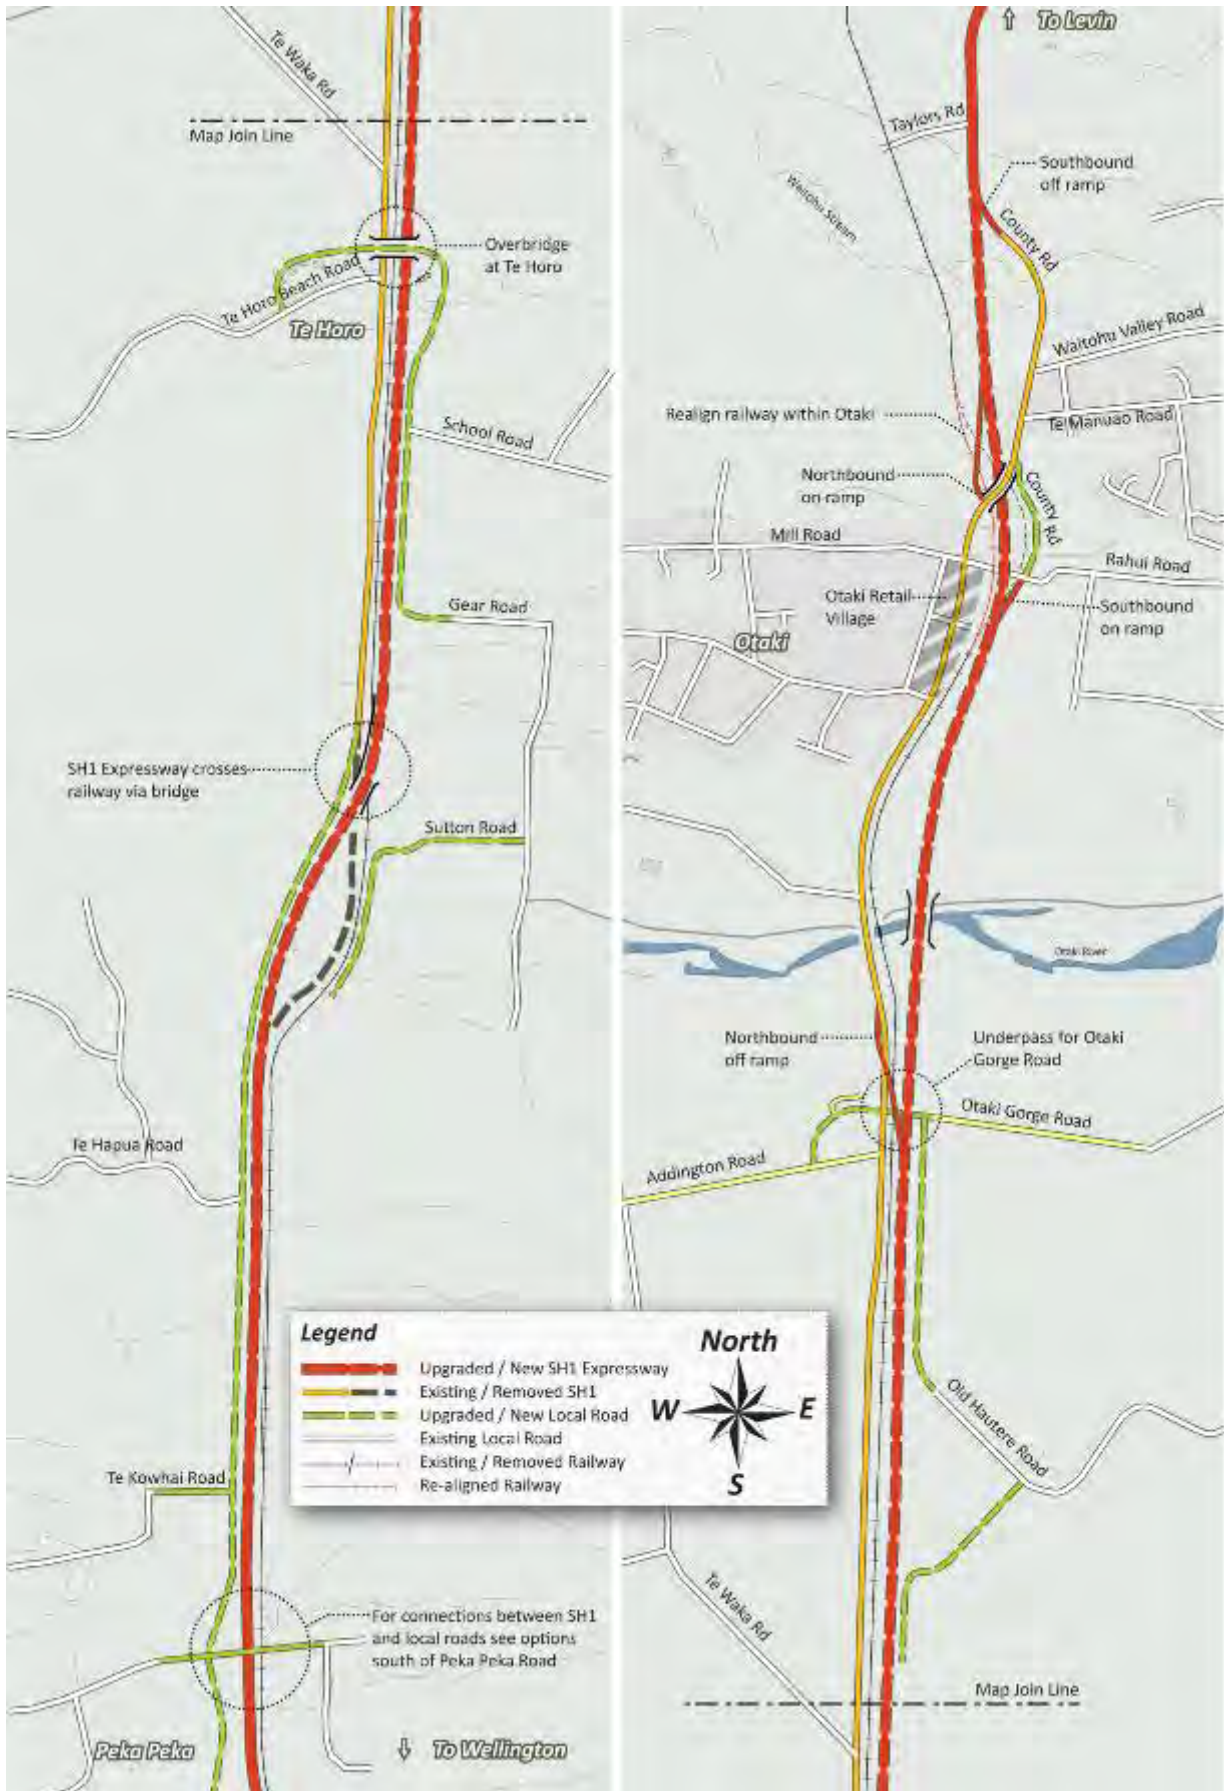 Te Waka Rd
Map Join Line
Overbridge
at Te Horo
Te Horo Beach Road
Te Horo
School Road
Gear Road
SH1 Expressway crosses
railway via bridge
Sutton Road
Te Hapua Road
Te Kowhai Road
For connections between SH1
and local roads see options
south of Peka Peka Road
Peka Peka
To Wellington
To Levin
Taylors Rd
Southbound
off ramp
Waitohu Stream
County Rd
Waitohu Valley Road
Realign railway within Otaki
Te Manuao Road
Northbound
on ramp
County Rd
Mill Road
Rahui Road
Otaki Retail
Village
Southbound
on ramp
Otaki
Otaki River
Northbound
off ramp
Underpass for Otaki
Gorge Road
Otaki Gorge Road
Addington Road
Old Hautere Road
Te Waka Rd
Map Join Line
Legend
Upgraded / New SH1 Expressway
Existing / Removed SH1
Upgraded / New Local Road
Existing Local Road
Existing / Removed Railway
Re-aligned Railway
North
W E
S